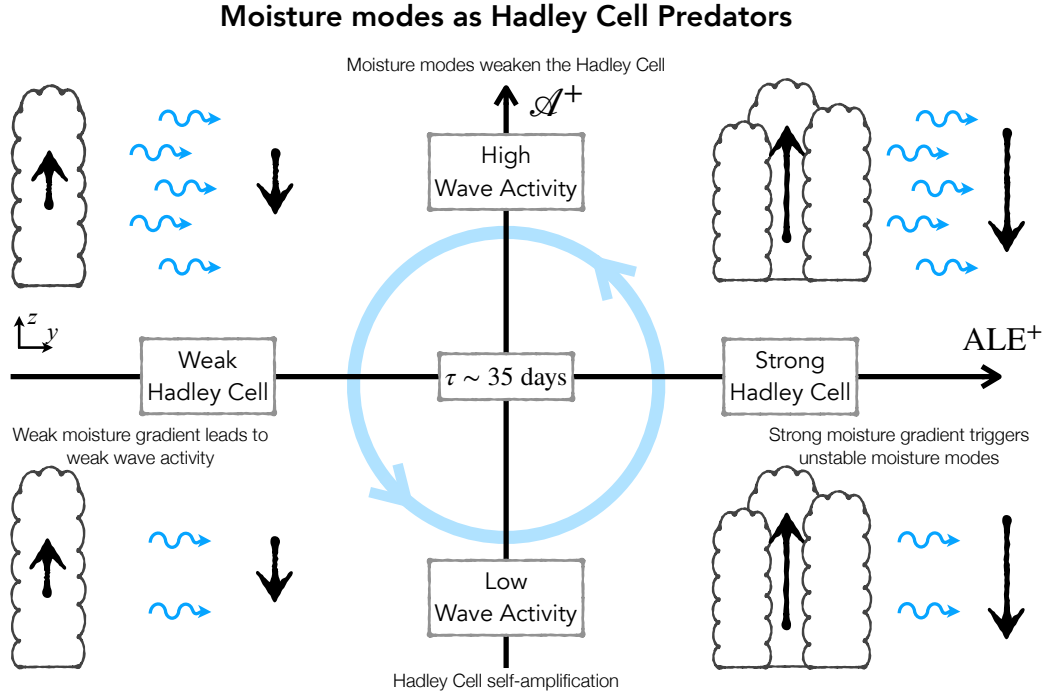 Moisture modes as Hadley Cell Predators
Moisture modes weaken the Hadley Cell
𝒜⁺
High
Wave Activity
z
y
ALE⁺
Weak
Hadley Cell
τ ~ 35 days
Strong
Hadley Cell
Weak moisture gradient leads to
weak wave activity
Strong moisture gradient triggers
unstable moisture modes
Low
Wave Activity
Hadley Cell self-amplification